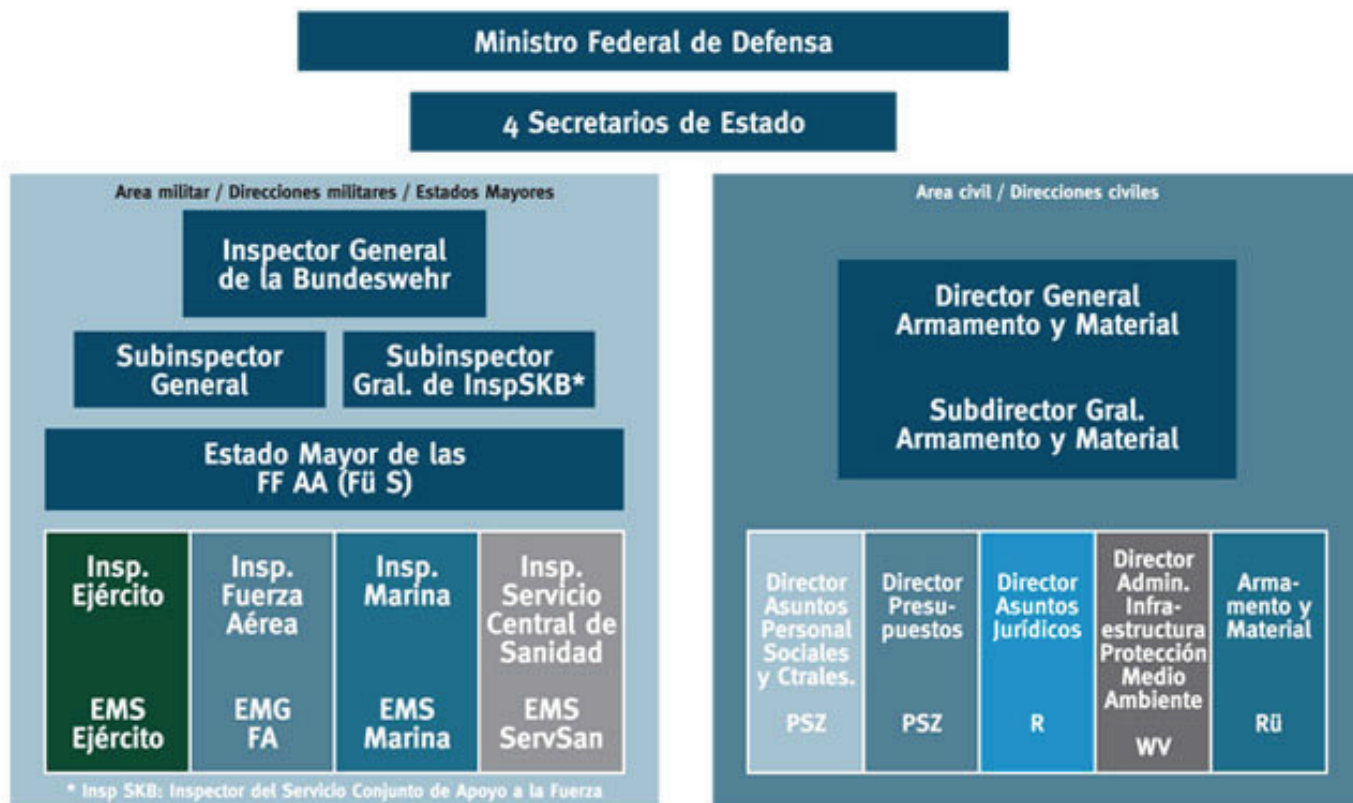 Ministro Federal de Defensa
4 Secretarios de Estado
Area militar / Direcciones militares / Estados Mayores
Inspector General
de la Bundeswehr
Subinspector
General
Subinspector
Gral. de InspSKB*
Estado Mayor de las
FF AA (Fü S)
Insp.
Ejército
EMS
Ejército
Insp.
Fuerza
Aérea
EMG
FA
Insp.
Marina
EMS
Marina
Insp.
Servicio
Central de
Sanidad
EMS
ServSan
* Insp SKB: Inspector del Servicio Conjunto de Apoyo a la Fuerza
Area civil / Direcciones civiles
Director General
Armamento y Material
Subdirector Gral.
Armamento y Material
Director
Asuntos
Personal
Sociales
y Ctrales.
PSZ
Director
Presu-
puestos
PSZ
Director
Asuntos
Jurídicos
R
Director
Admin.
Infra-
estructura
Protección
Medio
Ambiente
WV
Arma-
mento y
Material
Rü